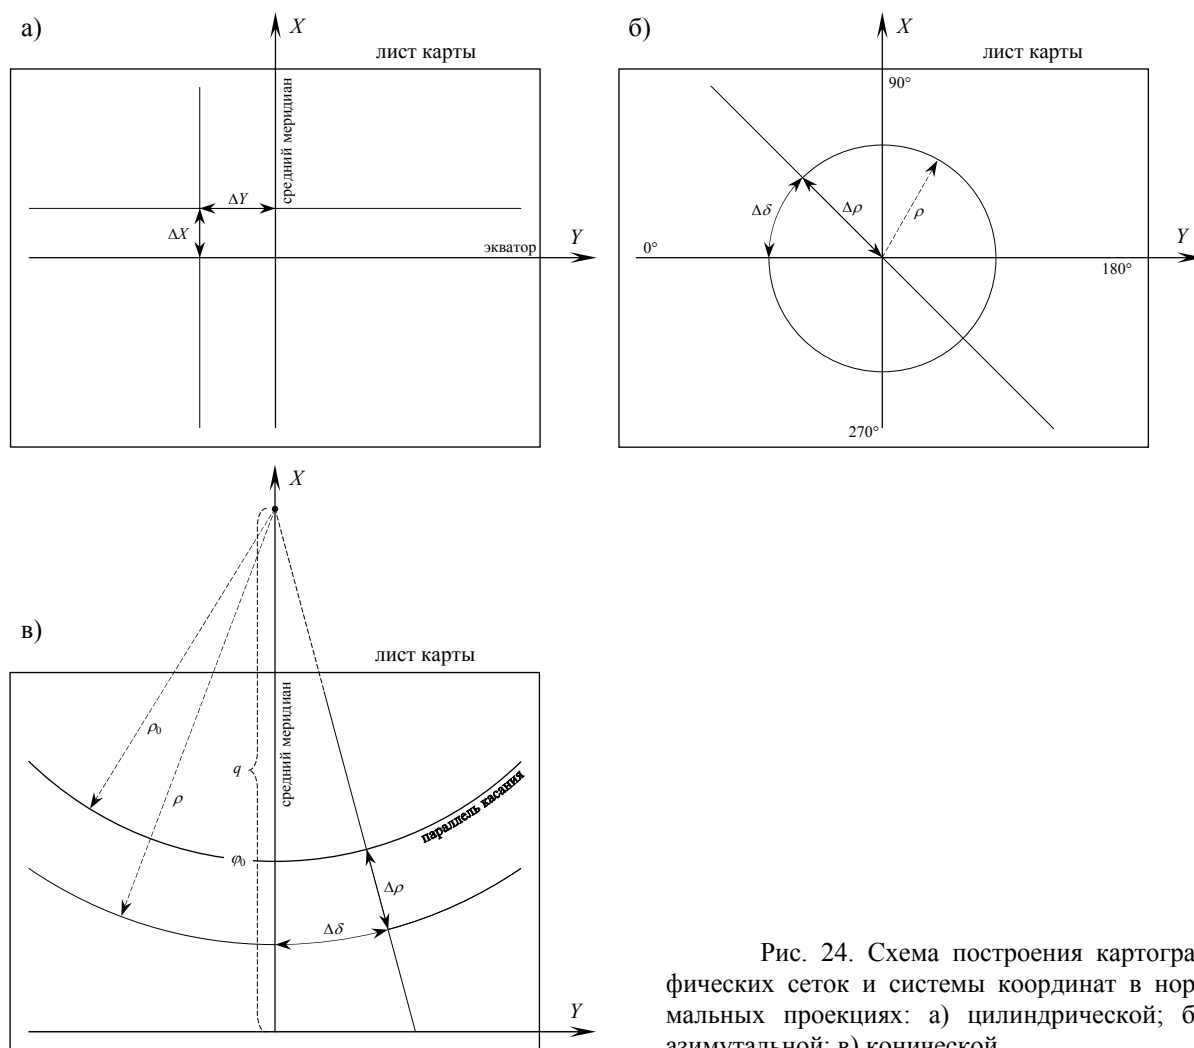 а)
X
лист карты
средний меридиан
ΔY
ΔX
экватор
Y
б)
X
лист карты
90°
Δδ
Δρ
ρ
0°
Y
180°
270°
X
в)
лист карты
средний меридиан
ρ₀
q
ρ
параллель касания
φ₀
Δρ
Δδ
Y
Рис. 24. Схема построения картогра-
фических сеток и системы координат в нор-
мальных проекциях: а) цилиндрической; б)
азимутальной; в) конической